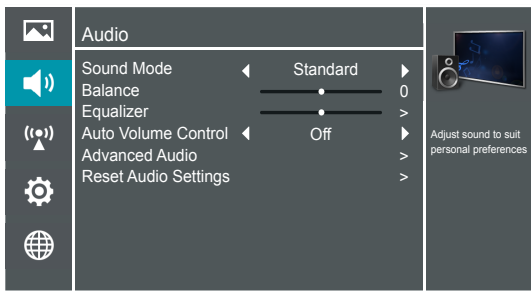 Audio
Sound Mode Standard
Balance 0
Equalizer >
Auto Volume Control Off
Advanced Audio >
Reset Audio Settings >
Adjust sound to suit
personal preferences